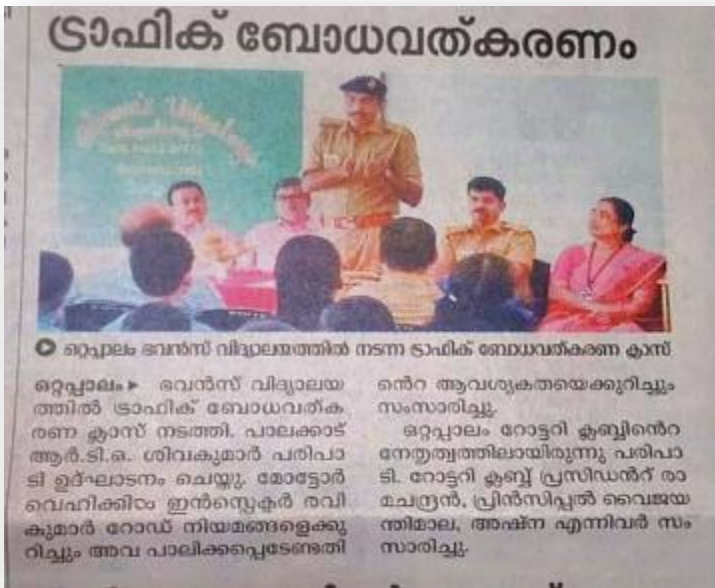 ട്രാഫിക് ബോധവത്കരണം
ഒറ്റപ്പാലം ഭവൻസ് വിദ്യാലയത്തിൽ നടന്ന ട്രാഫിക് ബോധവത്കരണ ക്ലാസ്
ഒറ്റപ്പാലം ▸ ഭവൻസ് വിദ്യാലയ
ത്തിൽ ട്രാഫിക് ബോധവത്ക
രണ ക്ലാസ് നടത്തി. പാലക്കാട്
ആർ.ടി.ഒ. ശിവകുമാർ പരിപാ
ടി ഉദ്ഘാടനം ചെയ്തു. മോട്ടോർ
വെഹിക്കിൾ ഇൻസ്പെക്ടർ രവി
കുമാർ റോഡ് നിയമങ്ങളെക്കു
റിച്ചും അവ പാലിക്കപ്പെടേണ്ടതി
ൻെറ ആവശ്യകതയെക്കുറിച്ചും
സംസാരിച്ചു.
ഒറ്റപ്പാലം റോട്ടറി ക്ലബ്ബിൻെറ
നേതൃത്വത്തിലായിരുന്നു പരിപാ
ടി. റോട്ടറി ക്ലബ്ബ് പ്രസിഡൻറ് രാ
മചന്ദ്രൻ, പ്രിൻസിപ്പൽ വൈജയ
ന്തിമാല, അഷ്ന എന്നിവർ സം
സാരിച്ചു.